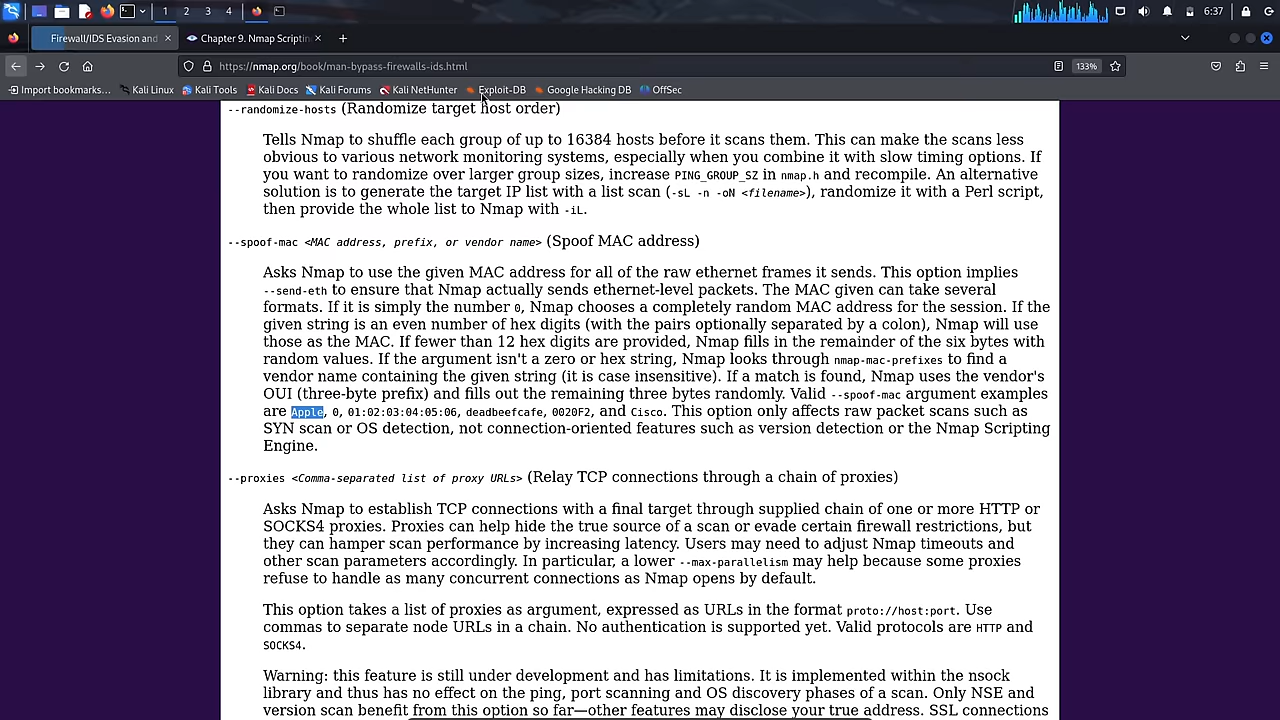 1 2 3 4 6:37
Firewall/IDS Evasion and × Chapter 9. Nmap Scriptin × +
https://nmap.org/book/man-bypass-firewalls-ids.html 133%
Import bookmarks... Kali Linux Kali Tools Kali Docs Kali Forums Kali NetHunter Exploit-DB Google Hacking DB OffSec
--randomize-hosts (Randomize target host order)
Tells Nmap to shuffle each group of up to 16384 hosts before it scans them. This can make the scans less
obvious to various network monitoring systems, especially when you combine it with slow timing options. If
you want to randomize over larger group sizes, increase PING_GROUP_SZ in nmap.h and recompile. An alternative
solution is to generate the target IP list with a list scan (-sL -n -oN <filename>), randomize it with a Perl script,
then provide the whole list to Nmap with -iL.
--spoof-mac <MAC address, prefix, or vendor name> (Spoof MAC address)
Asks Nmap to use the given MAC address for all of the raw ethernet frames it sends. This option implies
--send-eth to ensure that Nmap actually sends ethernet-level packets. The MAC given can take several
formats. If it is simply the number 0, Nmap chooses a completely random MAC address for the session. If the
given string is an even number of hex digits (with the pairs optionally separated by a colon), Nmap will use
those as the MAC. If fewer than 12 hex digits are provided, Nmap fills in the remainder of the six bytes with
random values. If the argument isn't a zero or hex string, Nmap looks through nmap-mac-prefixes to find a
vendor name containing the given string (it is case insensitive). If a match is found, Nmap uses the vendor's
OUI (three-byte prefix) and fills out the remaining three bytes randomly. Valid --spoof-mac argument examples
are Apple, 0, 01:02:03:04:05:06, deadbeefcafe, 0020F2, and Cisco. This option only affects raw packet scans such as
SYN scan or OS detection, not connection-oriented features such as version detection or the Nmap Scripting
Engine.
--proxies <Comma-separated list of proxy URLs> (Relay TCP connections through a chain of proxies)
Asks Nmap to establish TCP connections with a final target through supplied chain of one or more HTTP or
SOCKS4 proxies. Proxies can help hide the true source of a scan or evade certain firewall restrictions, but
they can hamper scan performance by increasing latency. Users may need to adjust Nmap timeouts and
other scan parameters accordingly. In particular, a lower --max-parallelism may help because some proxies
refuse to handle as many concurrent connections as Nmap opens by default.
This option takes a list of proxies as argument, expressed as URLs in the format proto://host:port. Use
commas to separate node URLs in a chain. No authentication is supported yet. Valid protocols are HTTP and
SOCKS4.
Warning: this feature is still under development and has limitations. It is implemented within the nsock
library and thus has no effect on the ping, port scanning and OS discovery phases of a scan. Only NSE and
version scan benefit from this option so far—other features may disclose your true address. SSL connections